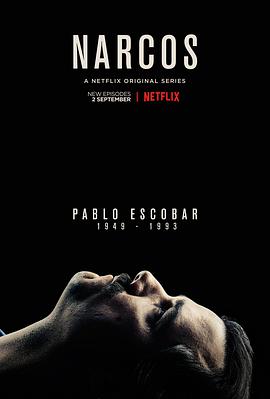 NARCOS
A NETFLIX ORIGINAL SERIES
NEW EPISODES
2 SEPTEMBER | NETFLIX
PABLO ESCOBAR
1949 - 1993